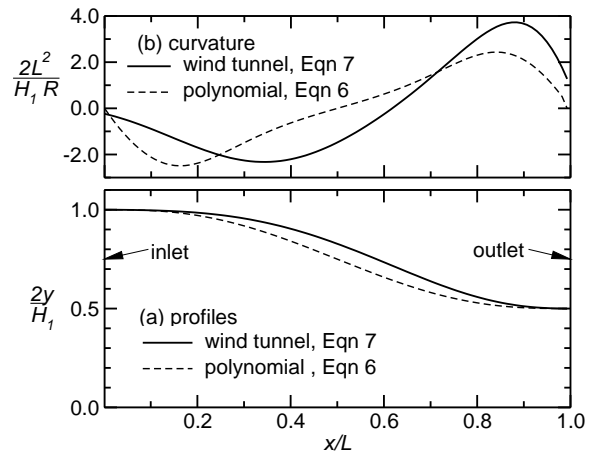 4.0
(b) curvature
2L²
H₁ R
wind tunnel, Eqn 7
2.0
polynomial, Eqn 6
0.0
-2.0
1.0
inlet
outlet
2y
H₁
0.5
(a) profiles
wind tunnel, Eqn 7
polynomial , Eqn 6
0.0
0.2 0.4 0.6 0.8 1.0
x/L